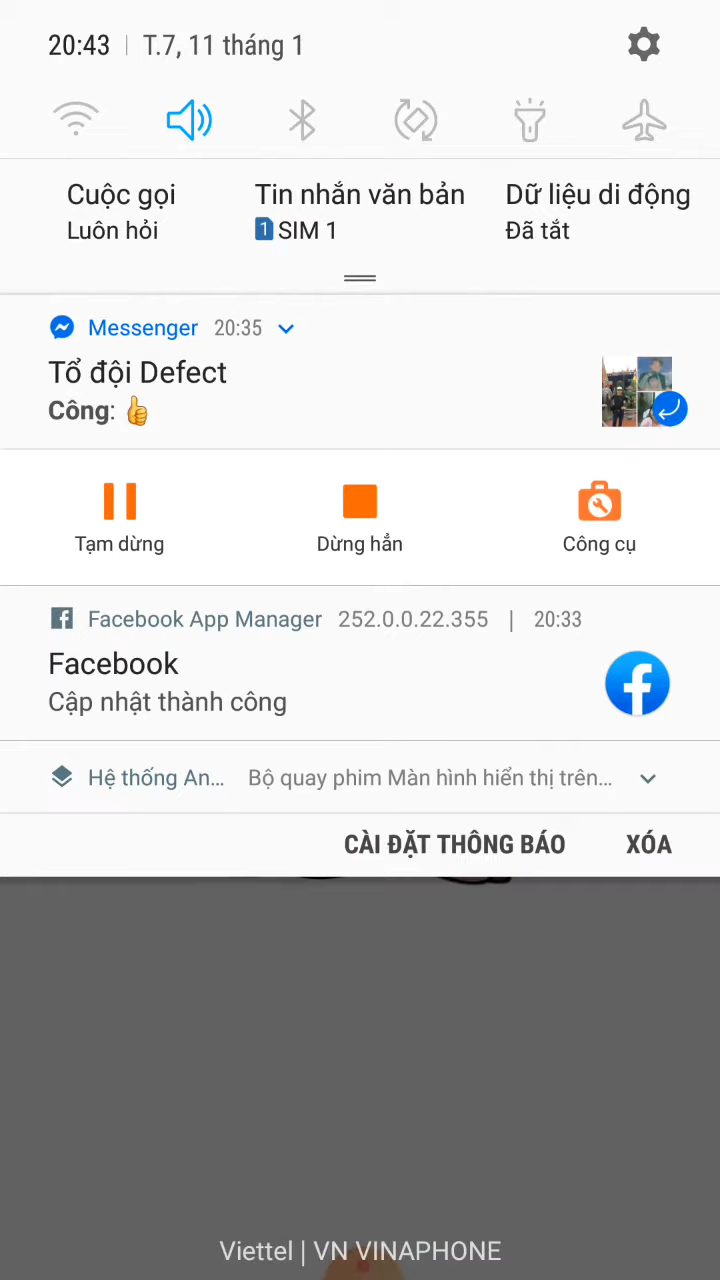 20:43 | T.7, 11 tháng 1
Cuộc gọi Tin nhắn văn bản Dữ liệu di động
Luôn hỏi 1 SIM 1 Đã tắt
Messenger 20:35
Tổ đội Defect
Công: 👍
Tạm dừng Dừng hẳn Công cụ
Facebook App Manager 252.0.0.22.355 | 20:33
Facebook
Cập nhật thành công
Hệ thống An... Bộ quay phim Màn hình hiển thị trên...
CÀI ĐẶT THÔNG BÁO XÓA
Viettel | VN VINAPHONE